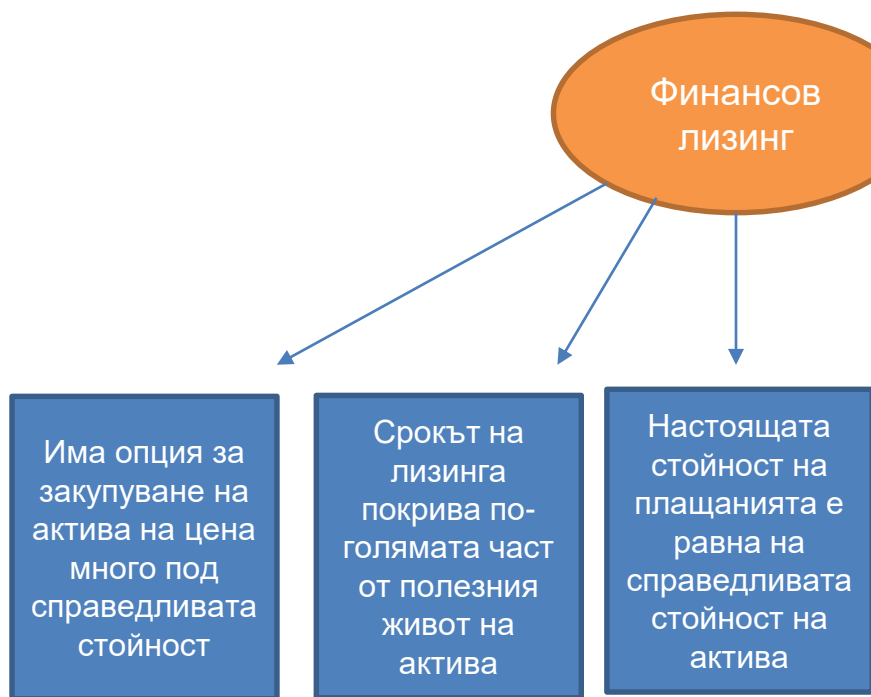 Финансов
лизинг
Има опция за
закупуване на
актива на цена
много под
справедливата
стойност
Срокът на
лизинга
покрива по-
голямата част
от полезния
живот на
актива
Настоящата
стойност на
плащанията е
равна на
справедливата
стойност на
актива